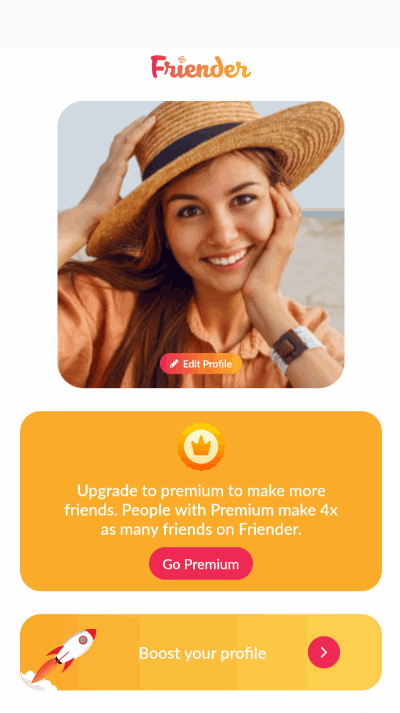 Friender
Edit Profile
Upgrade to premium to make more
friends. People with Premium make 4x
as many friends on Friender.
Go Premium
Boost your profile